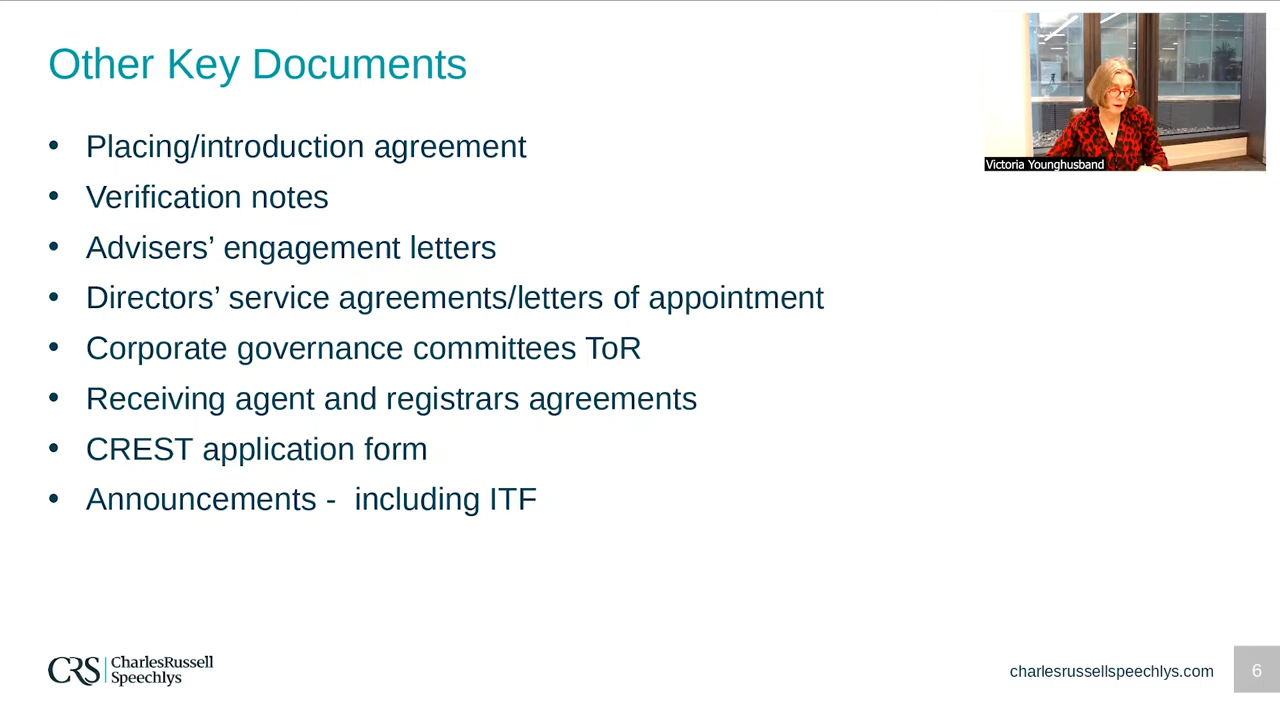 Other Key Documents
• Placing/introduction agreement
• Verification notes
• Advisers’ engagement letters
• Directors’ service agreements/letters of appointment
• Corporate governance committees ToR
• Receiving agent and registrars agreements
• CREST application form
• Announcements -  including ITF
Victoria Younghusband
CRS
CharlesRussell
Speechlys
charlesrussellspeechlys.com
6